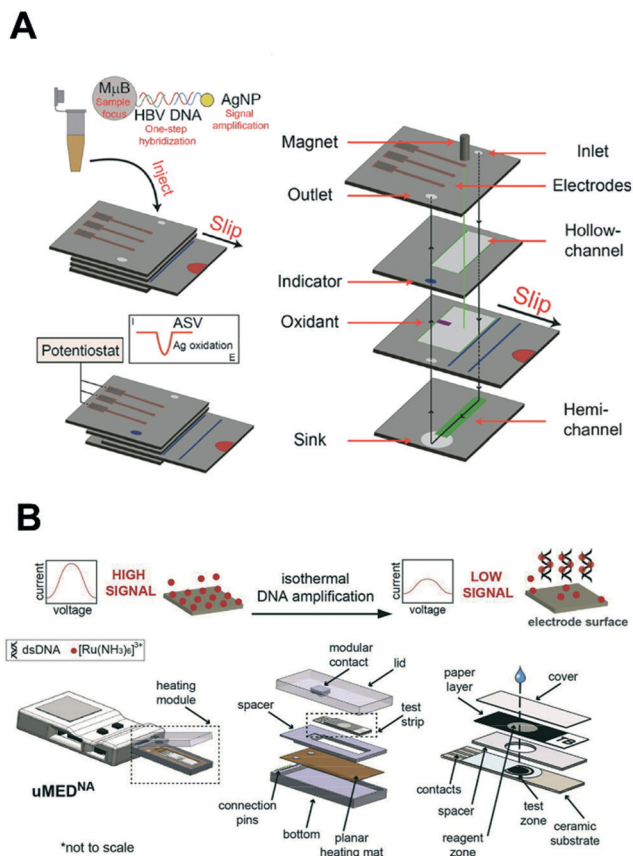 A
MµB
Sample
focus
HBV DNA
One-step
hybridization
AgNP
Signal
amplification
Inject
Slip
Potentiostat
I
ASV
Ag oxidation
E
Magnet
Inlet
Outlet
Electrodes
Hollow-
channel
Indicator
Oxidant
Slip
Sink
Hemi-
channel
B
current
voltage
HIGH
SIGNAL
isothermal
DNA amplification
current
voltage
LOW
SIGNAL
electrode surface
dsDNA
[Ru(NH3)6]3+
heating
module
uMEDNA
*not to scale
modular
contact
lid
spacer
test
strip
connection
pins
bottom
planar
heating mat
paper
layer
cover
contacts
spacer
reagent
zone
test
zone
ceramic
substrate